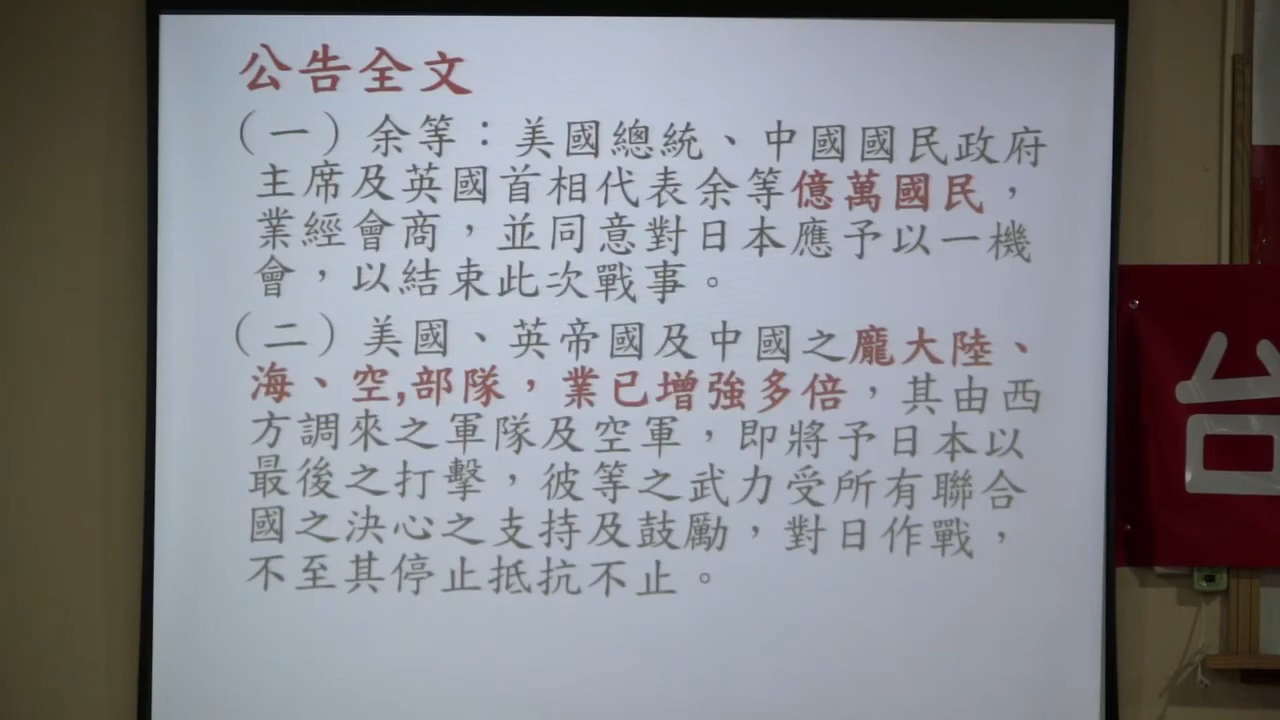 公告全文
（一）余等：美國總統、中國國民政府
主席及英國首相代表余等億萬國民，
業經會商，並同意對日本應予以一機
會，以結束此次戰事。
（二）美國、英帝國及中國之龐大陸、
海、空,部隊，業已增強多倍，其由西
方調來之軍隊及空軍，即將予日本以
最後之打擊，彼等之武力受所有聯合
國之決心之支持及鼓勵，對日作戰，
不至其停止抵抗不止。
台